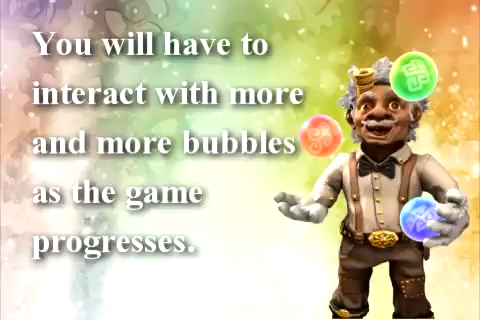 You will have to
interact with more
and more bubbles
as the game
progresses.